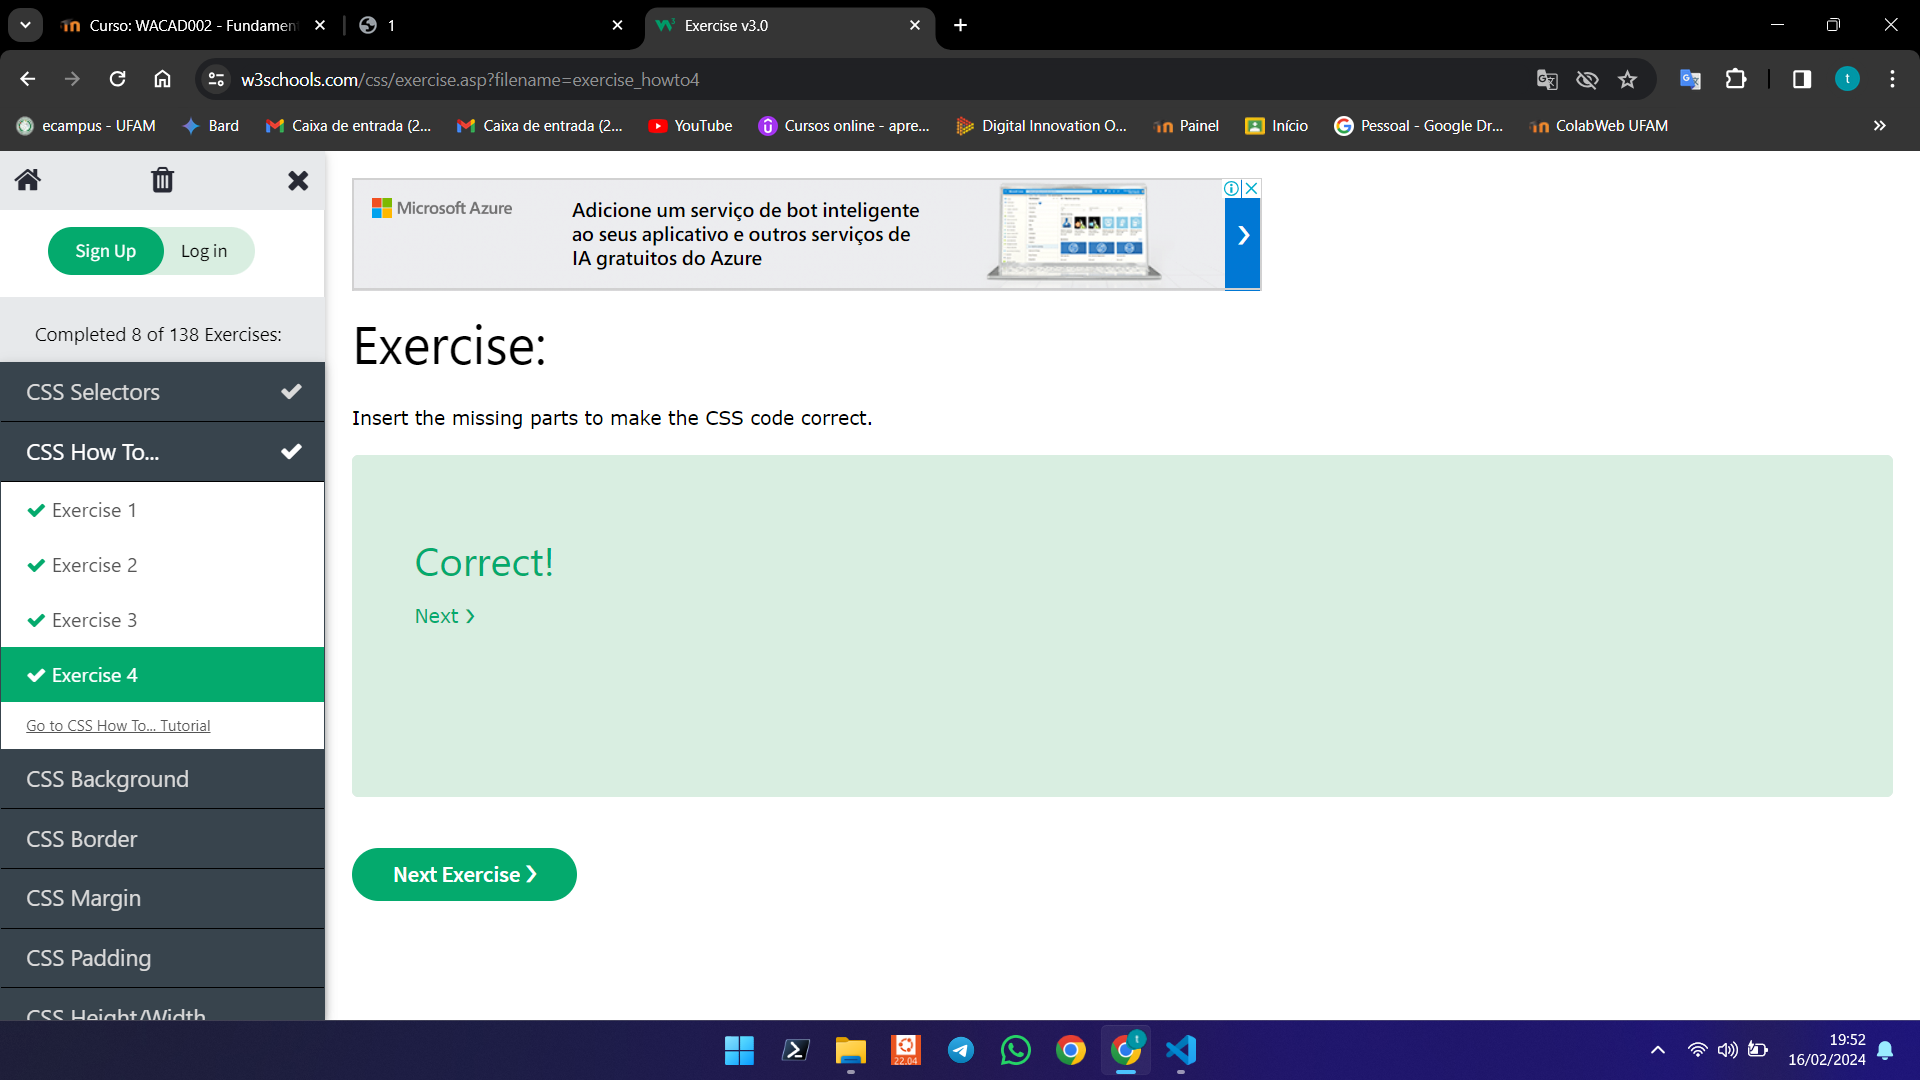 Curso: WACAD002 - Fundamen
1
Exercise v3.0
w3schools.com/css/exercise.asp?filename=exercise_howto4
t
ecampus - UFAM
Bard
Caixa de entrada (2...
Caixa de entrada (2...
YouTube
Cursos online - apre...
Digital Innovation O...
Painel
Início
Pessoal - Google Dr...
ColabWeb UFAM
Sign Up
Log in
Completed 8 of 138 Exercises:
CSS Selectors
CSS How To...
Exercise 1
Exercise 2
Exercise 3
Exercise 4
Go to CSS How To... Tutorial
CSS Background
CSS Border
CSS Margin
CSS Padding
CSS Height/Width
Microsoft Azure
Adicione um serviço de bot inteligente
ao seus aplicativo e outros serviços de
IA gratuitos do Azure
Exercise:
Insert the missing parts to make the CSS code correct.
Correct!
Next ❯
Next Exercise ❯
22.04
t
19:52
16/02/2024